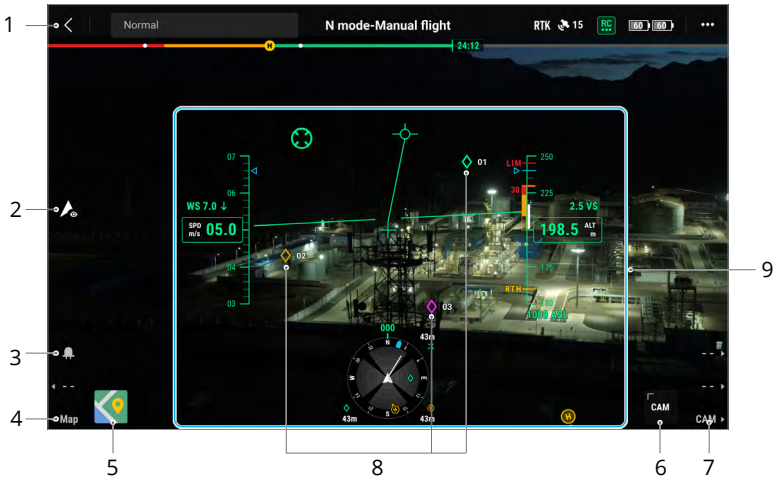 1
Normal
N mode-Manual flight
RTK 15
RC
60 60
24:12
H
01
07
LIM
250
06
30
225
WS 7.0 ↓
2.5 VS
2
SPD m/s 05.0
198.5 ALT m
04
02
175
9
RTH
03
03
150
1000 ASL
000
43m
N
3
W
E
--
--
S
4
Map
43m
43m
H
CAM
CAM
5
8
6
7